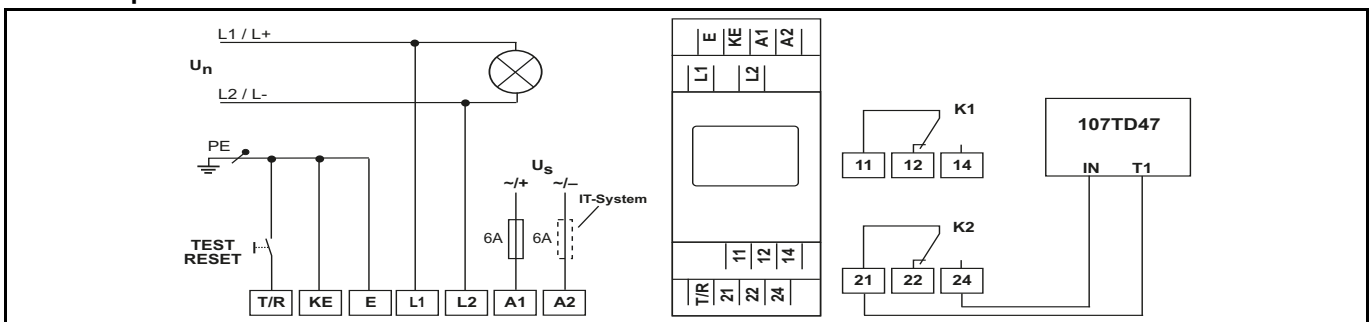 L1 / L+
Un
L2 / L-
PE
TEST
RESET
Us
~/+ ~/–
IT-System
6A 6A
T/R KE E L1 L2 A1 A2
E KE A1 A2
L1 L2
11 12 14
T/R 21 22 24
K1
11 12 14
K2
21 22 24
107TD47
IN T1